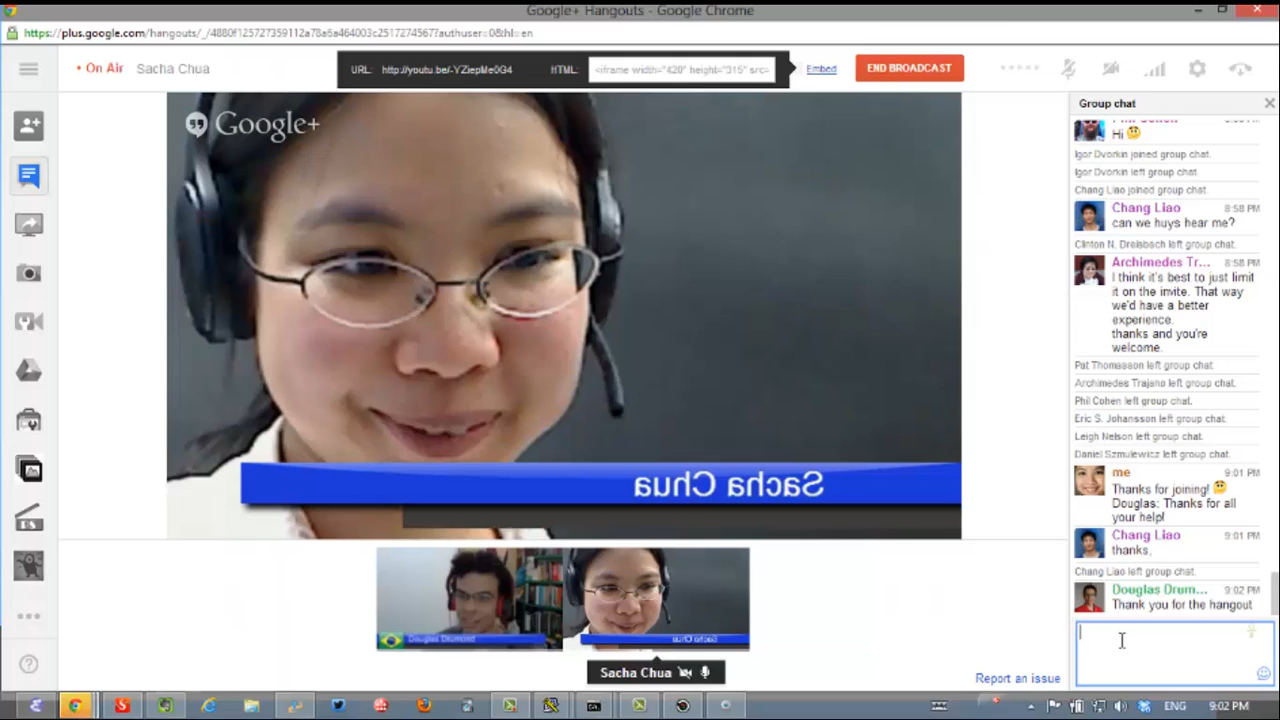 Google+ Hangouts - Google Chrome
https://plus.google.com/hangouts/_/4880f125727359112a78a6a464003c2517274567?authuser=0&hl=en
• On Air Sacha Chua
URL: http://youtu.be/-YZiepMe0G4 HTML: <iframe width="420" height="315" src= Embed
END BROADCAST
Google+
Sacha Chua
Douglas Drumond
Sacha Chua
Sacha Chua
Report an issue
Group chat
Hi
Igor Dvorkin joined group chat.
Igor Dvorkin left group chat.
Chang Liao joined group chat.
Chang Liao 8:58 PM
can we huys hear me?
Clinton N. Dreisbach left group chat.
Archimedes Tr... 8:58 PM
I think it's best to just limit
it on the invite. That way
we'd have a better
experience.
thanks and you're
welcome.
Pat Thomasson left group chat.
Archimedes Trajano left group chat.
Phil Cohen left group chat.
Eric S. Johansson left group chat.
Leigh Nelson left group chat.
Daniel Szmulewicz left group chat.
me 9:01 PM
Thanks for joining!
Douglas: Thanks for all
your help!
Chang Liao 9:01 PM
thanks,
Chang Liao left group chat.
Douglas Drum... 9:02 PM
Thank you for the hangout
ENG 9:02 PM